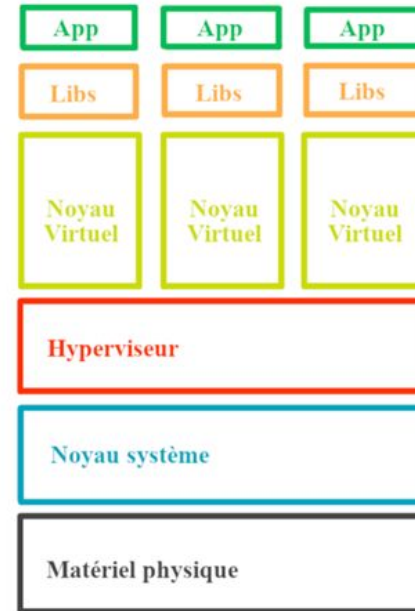 App App App
Libs Libs Libs
Noyau Noyau Noyau
Virtuel Virtuel Virtuel
Hyperviseur
Noyau système
Matériel physique